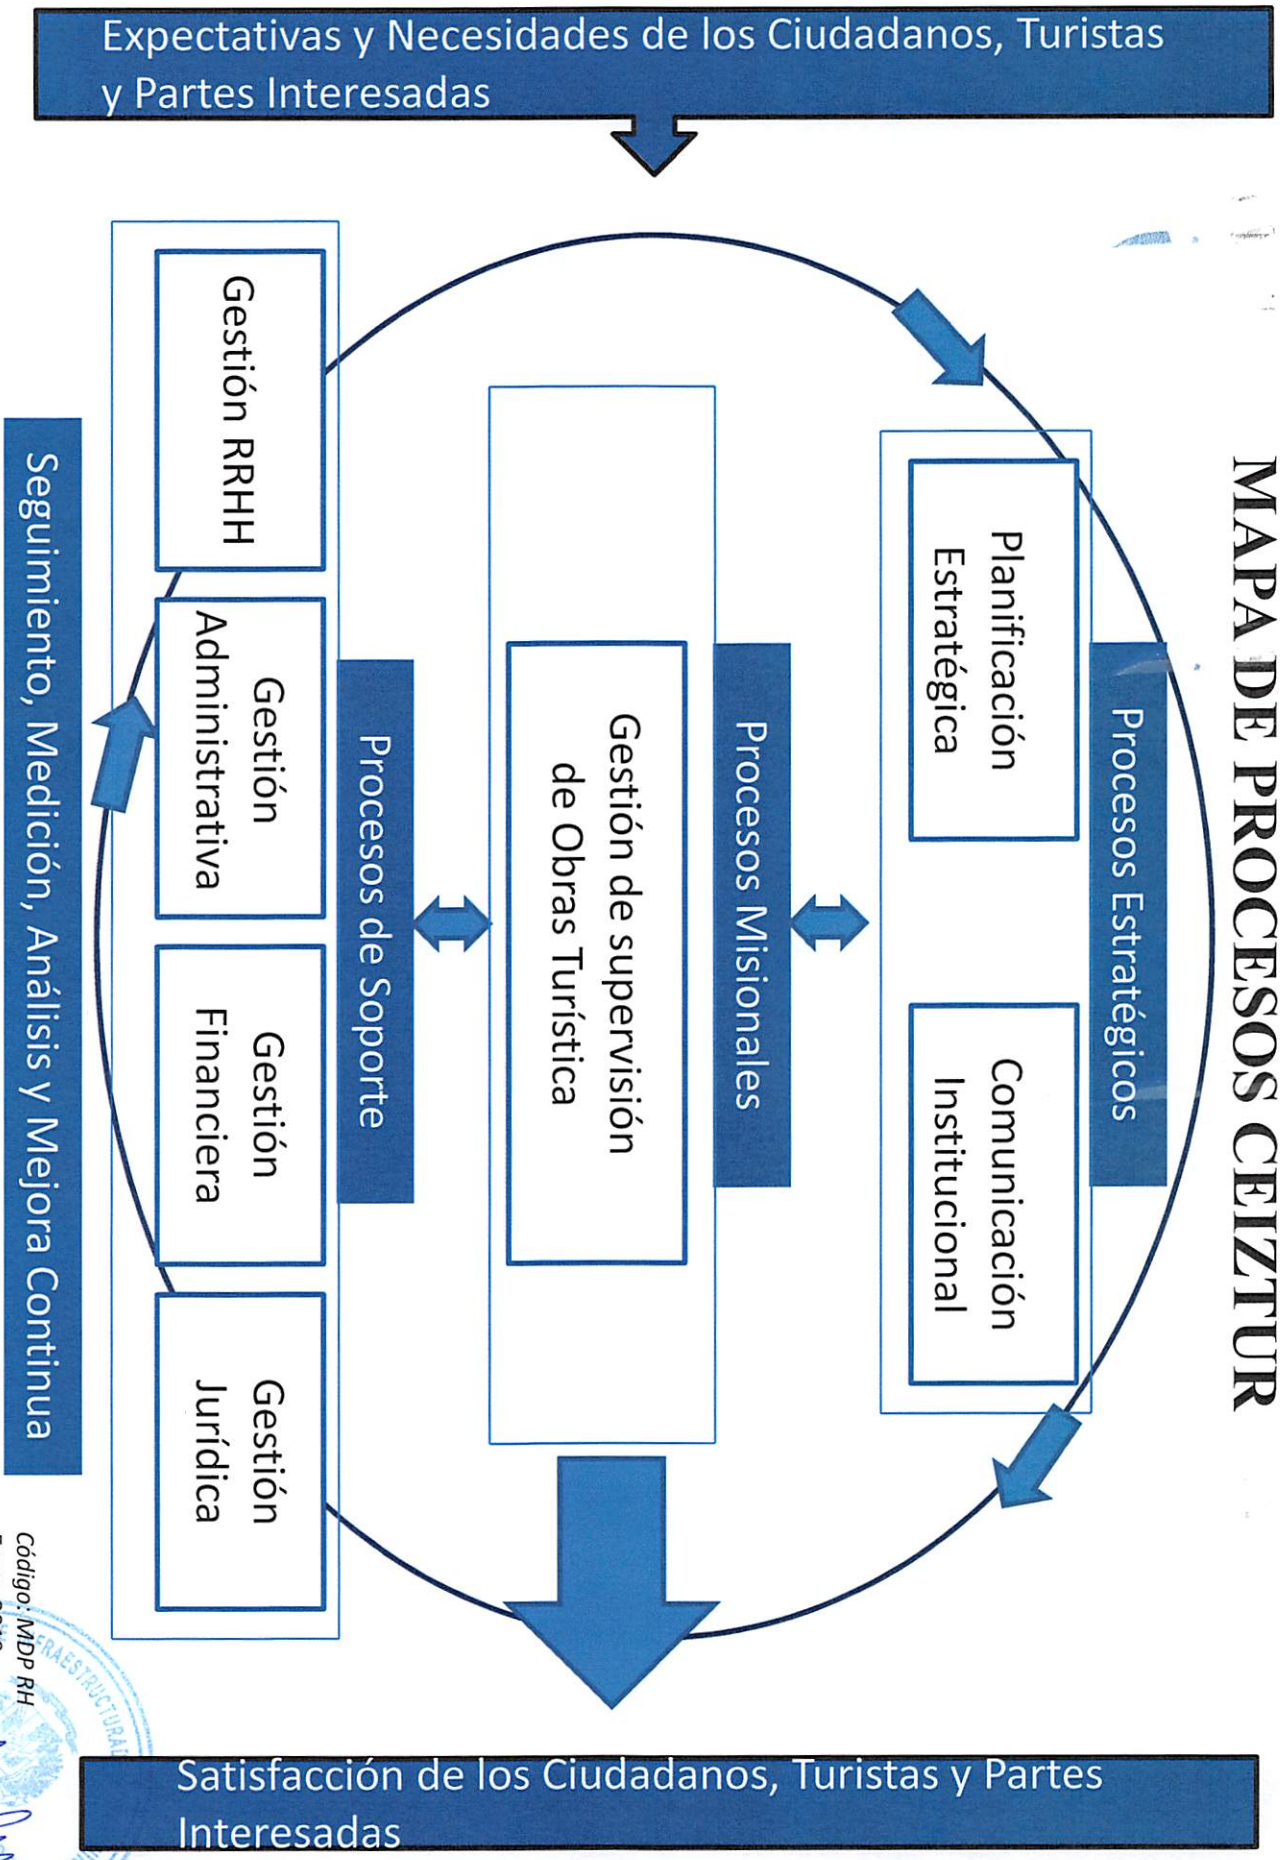 MAPA DE PROCESOS CEIZTUR
Expectativas y Necesidades de los Ciudadanos, Turistas
y Partes Interesadas
Procesos Estratégicos
Planificación
Estratégica
Comunicación
Institucional
Procesos Misionales
Gestión de supervisión
de Obras Turística
Procesos de Soporte
Gestión RRHH
Gestión
Administrativa
Gestión
Financiera
Gestión
Jurídica
Seguimiento, Medición, Análisis y Mejora Continua
Satisfacción de los Ciudadanos, Turistas y Partes
Interesadas
Código: MDP RH